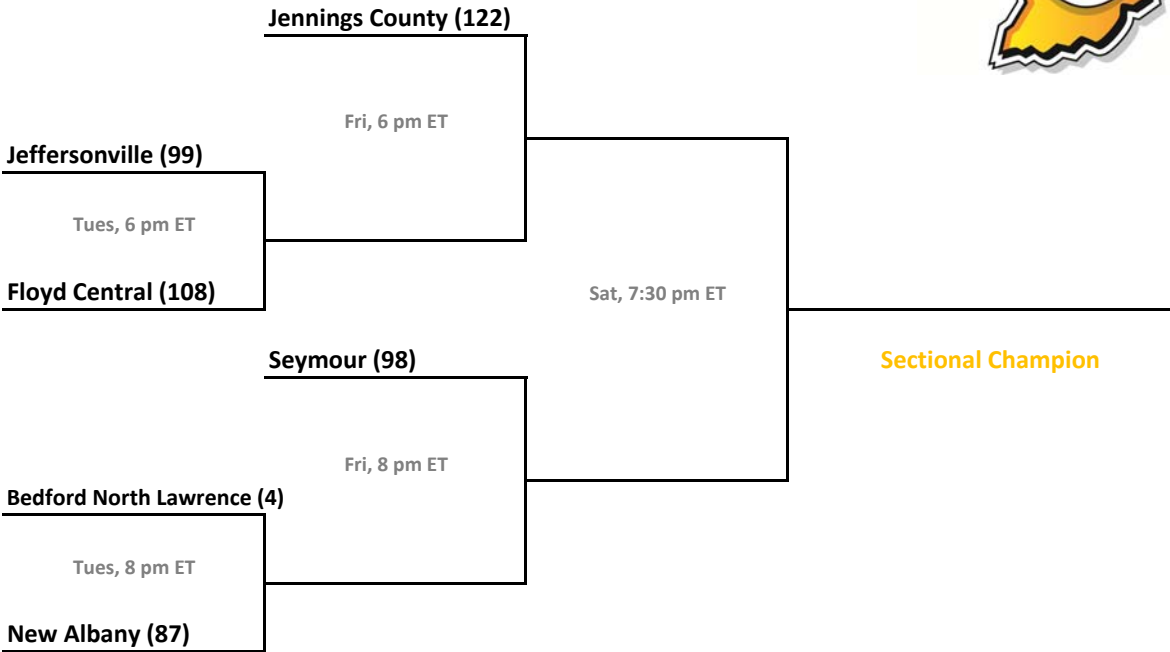 Jennings County (122)
Fri, 6 pm ET
Jeffersonville (99)
Tues, 6 pm ET
Floyd Central (108)
Sat, 7:30 pm ET
Seymour (98)
Sectional Champion
Fri, 8 pm ET
Bedford North Lawrence (4)
Tues, 8 pm ET
New Albany (87)